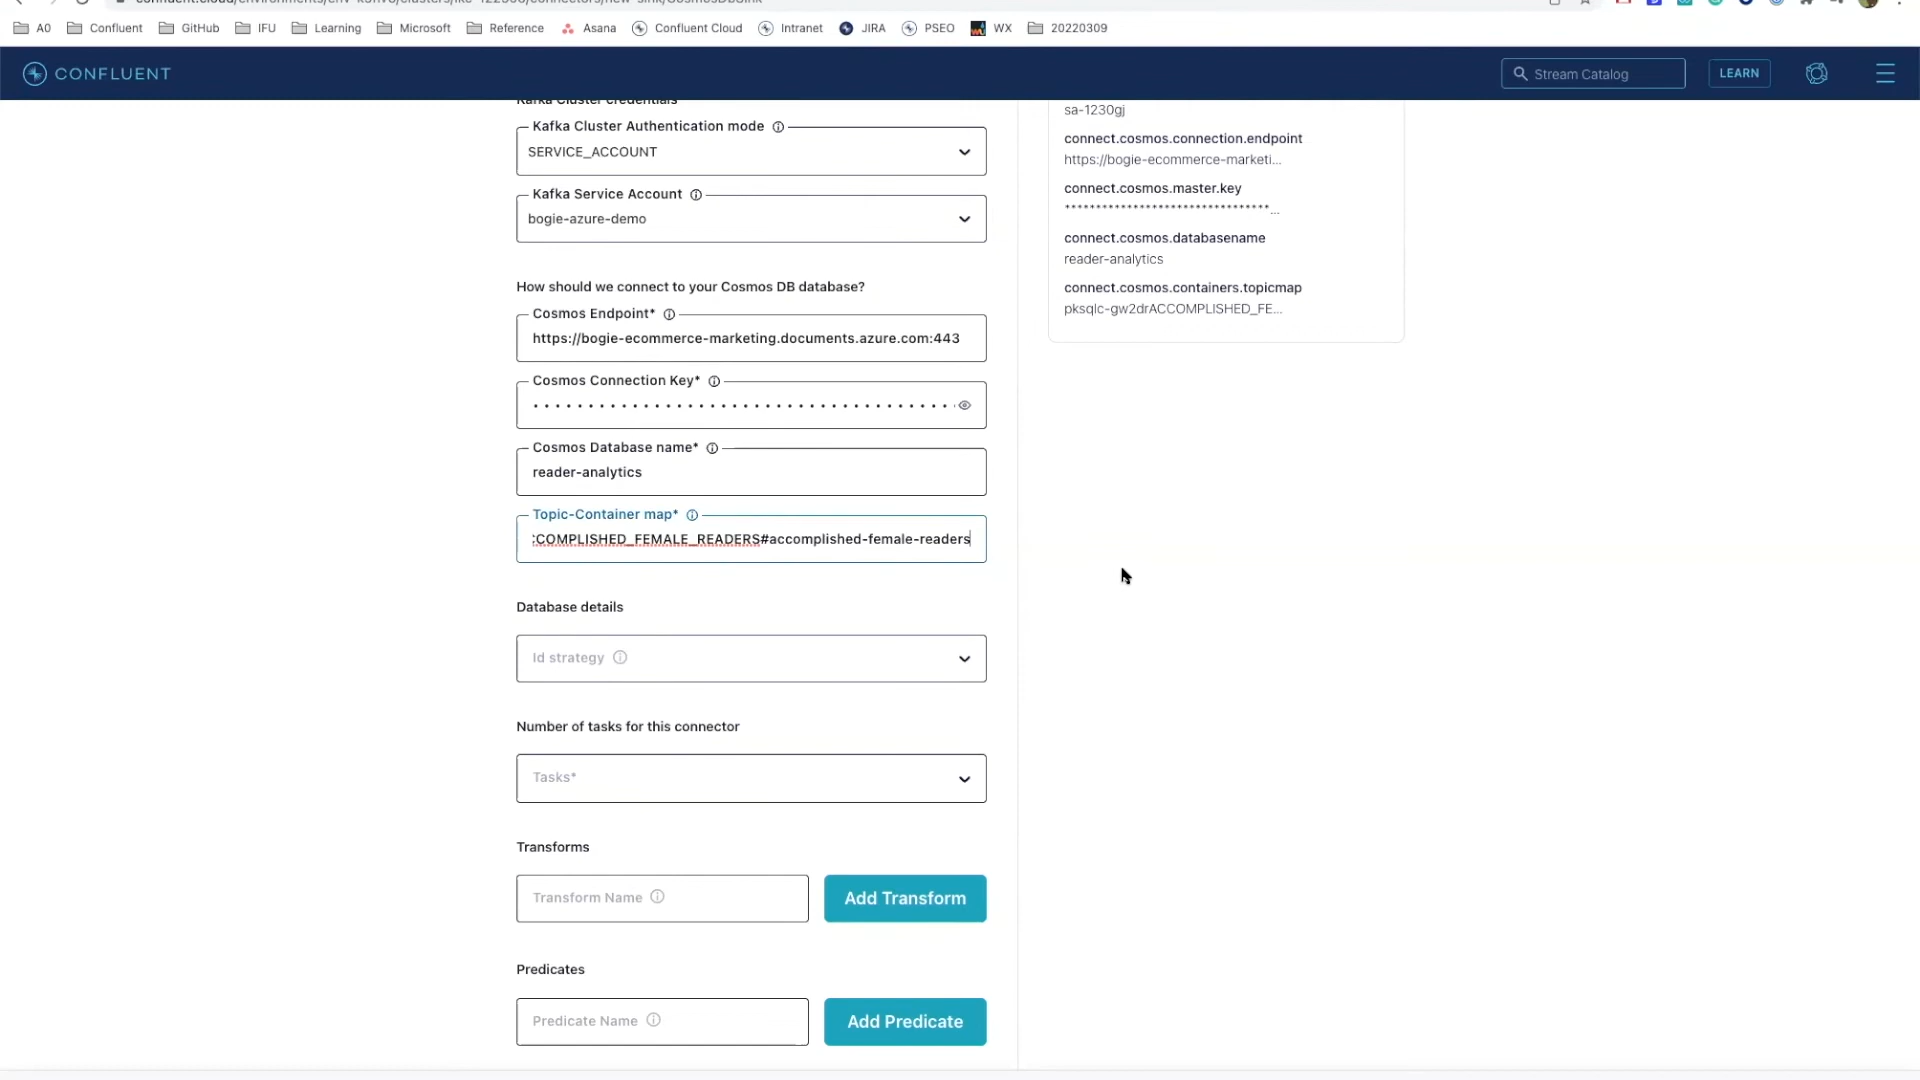 A0 Confluent GitHub IFU Learning Microsoft Reference Asana Confluent Cloud Intranet JIRA PSEO WX 20220309
CONFLUENT
Stream Catalog
LEARN
Kafka Cluster credentials
Kafka Cluster Authentication mode
SERVICE_ACCOUNT
Kafka Service Account
bogie-azure-demo
How should we connect to your Cosmos DB database?
Cosmos Endpoint*
https://bogie-ecommerce-marketing.documents.azure.com:443
Cosmos Connection Key*
Cosmos Database name*
reader-analytics
Topic-Container map*
COMPLISHED_FEMALE_READERS#accomplished-female-readers
Database details
Id strategy
Number of tasks for this connector
Tasks*
Transforms
Transform Name
Add Transform
Predicates
Predicate Name
Add Predicate
sa-1230gj
connect.cosmos.connection.endpoint
https://bogie-ecommerce-marketi...
connect.cosmos.master.key
*********************************...
connect.cosmos.databasename
reader-analytics
connect.cosmos.containers.topicmap
pksqlc-gw2drACCOMPLISHED_FE...